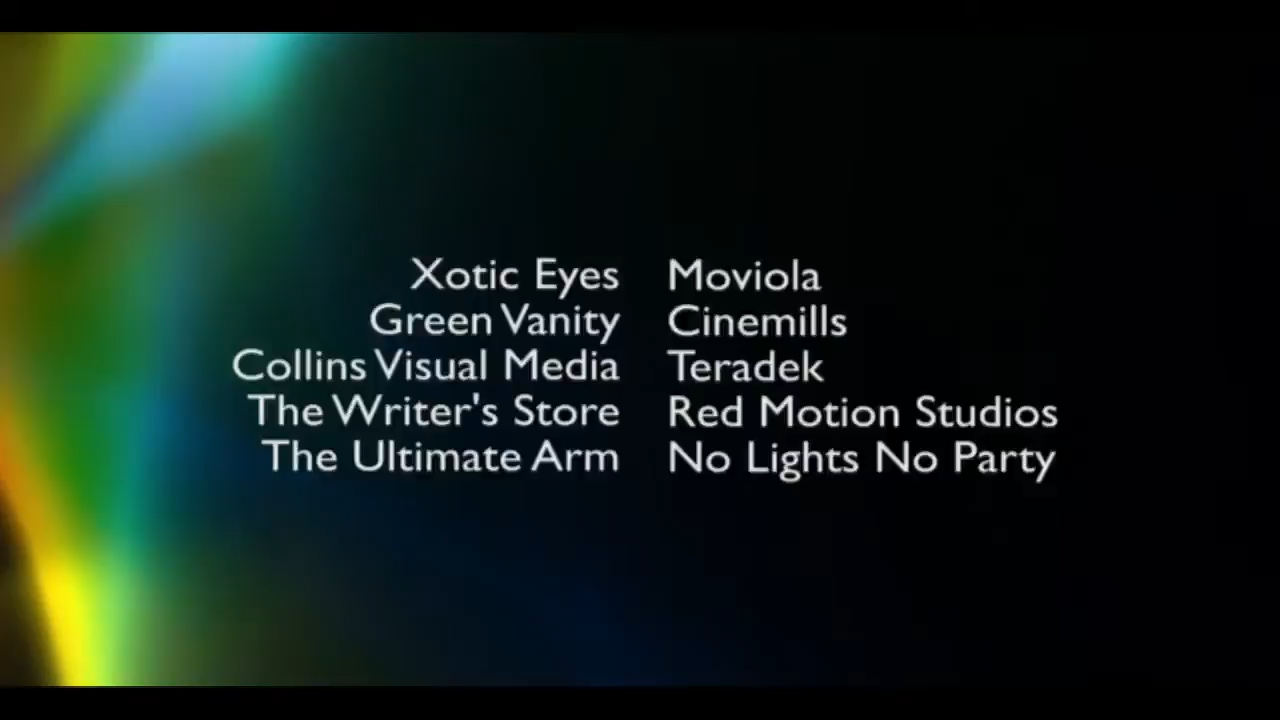 Xotic Eyes Moviola
Green Vanity Cinemills
Collins Visual Media Teradek
The Writer's Store Red Motion Studios
The Ultimate Arm No Lights No Party